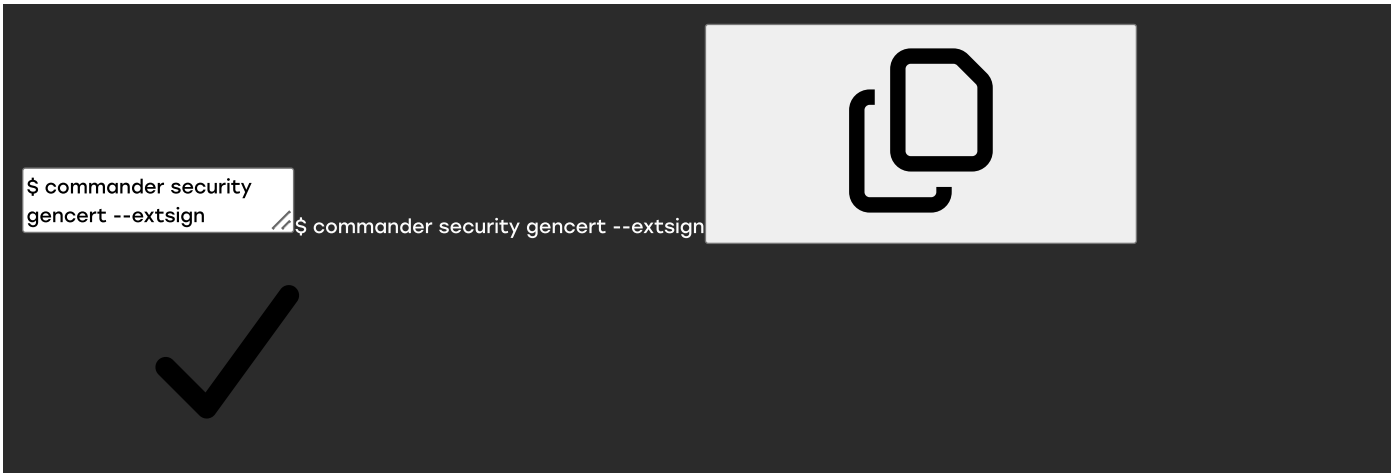 $ commander security
gencert --extsign
$ commander security gencert --extsign